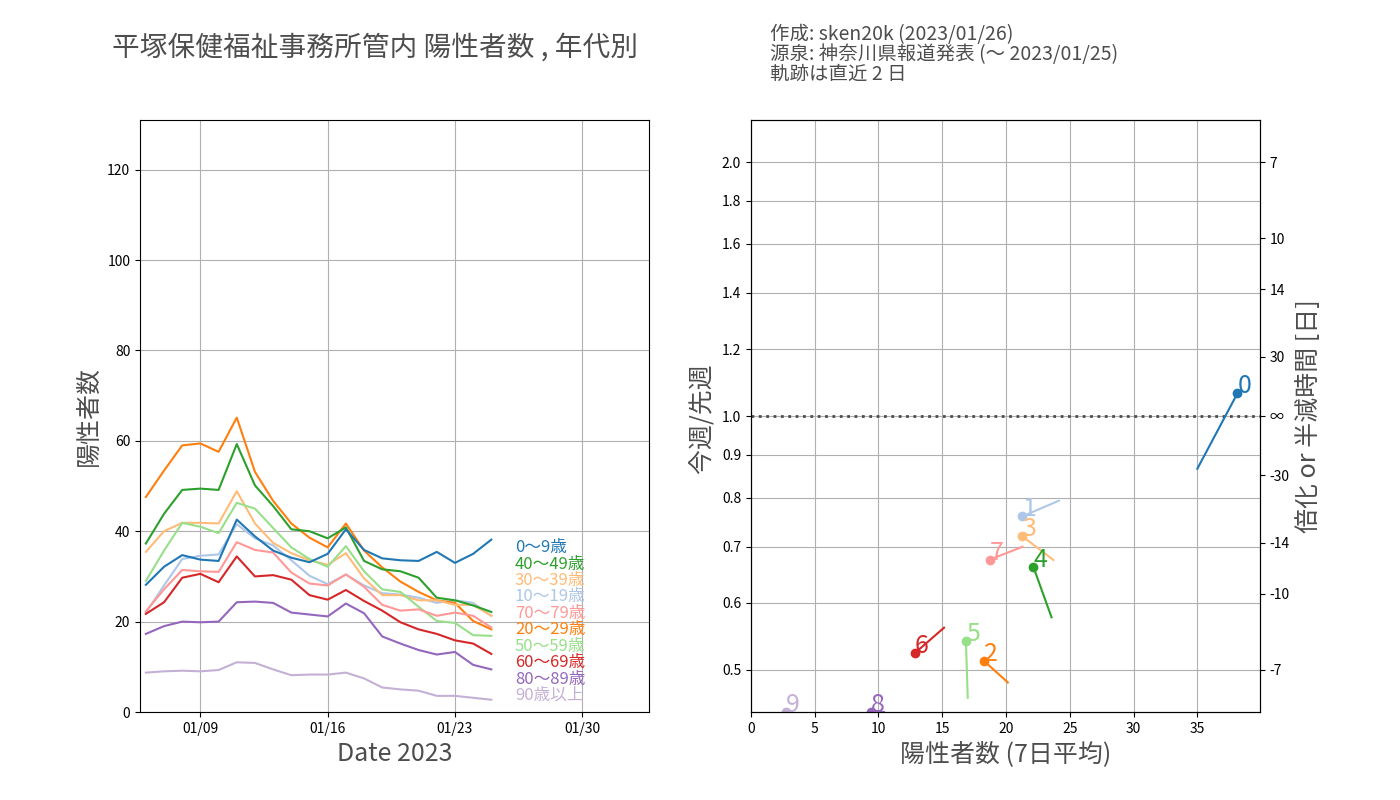 平塚保健福祉事務所管内 陽性者数 , 年代別
作成: sken20k (2023/01/26)
源泉: 神奈川県報道発表 (～ 2023/01/25)
軌跡は直近 2 日
陽性者数
120
100
80
60
40
20
0
01/09
01/16
01/23
01/30
Date 2023
0～9歳
40～49歳
30～39歳
10～19歳
70～79歳
20～29歳
50～59歳
60～69歳
80～89歳
90歳以上
今週/先週
2.0
1.8
1.6
1.4
1.2
1.0
0.9
0.8
0.7
0.6
0.5
0
1
3
7
4
5
6
2
9
8
0
5
10
15
20
25
30
35
陽性者数 (7日平均)
7
10
14
30
∞
-30
-14
-10
-7
倍化 or 半減時間 [日]